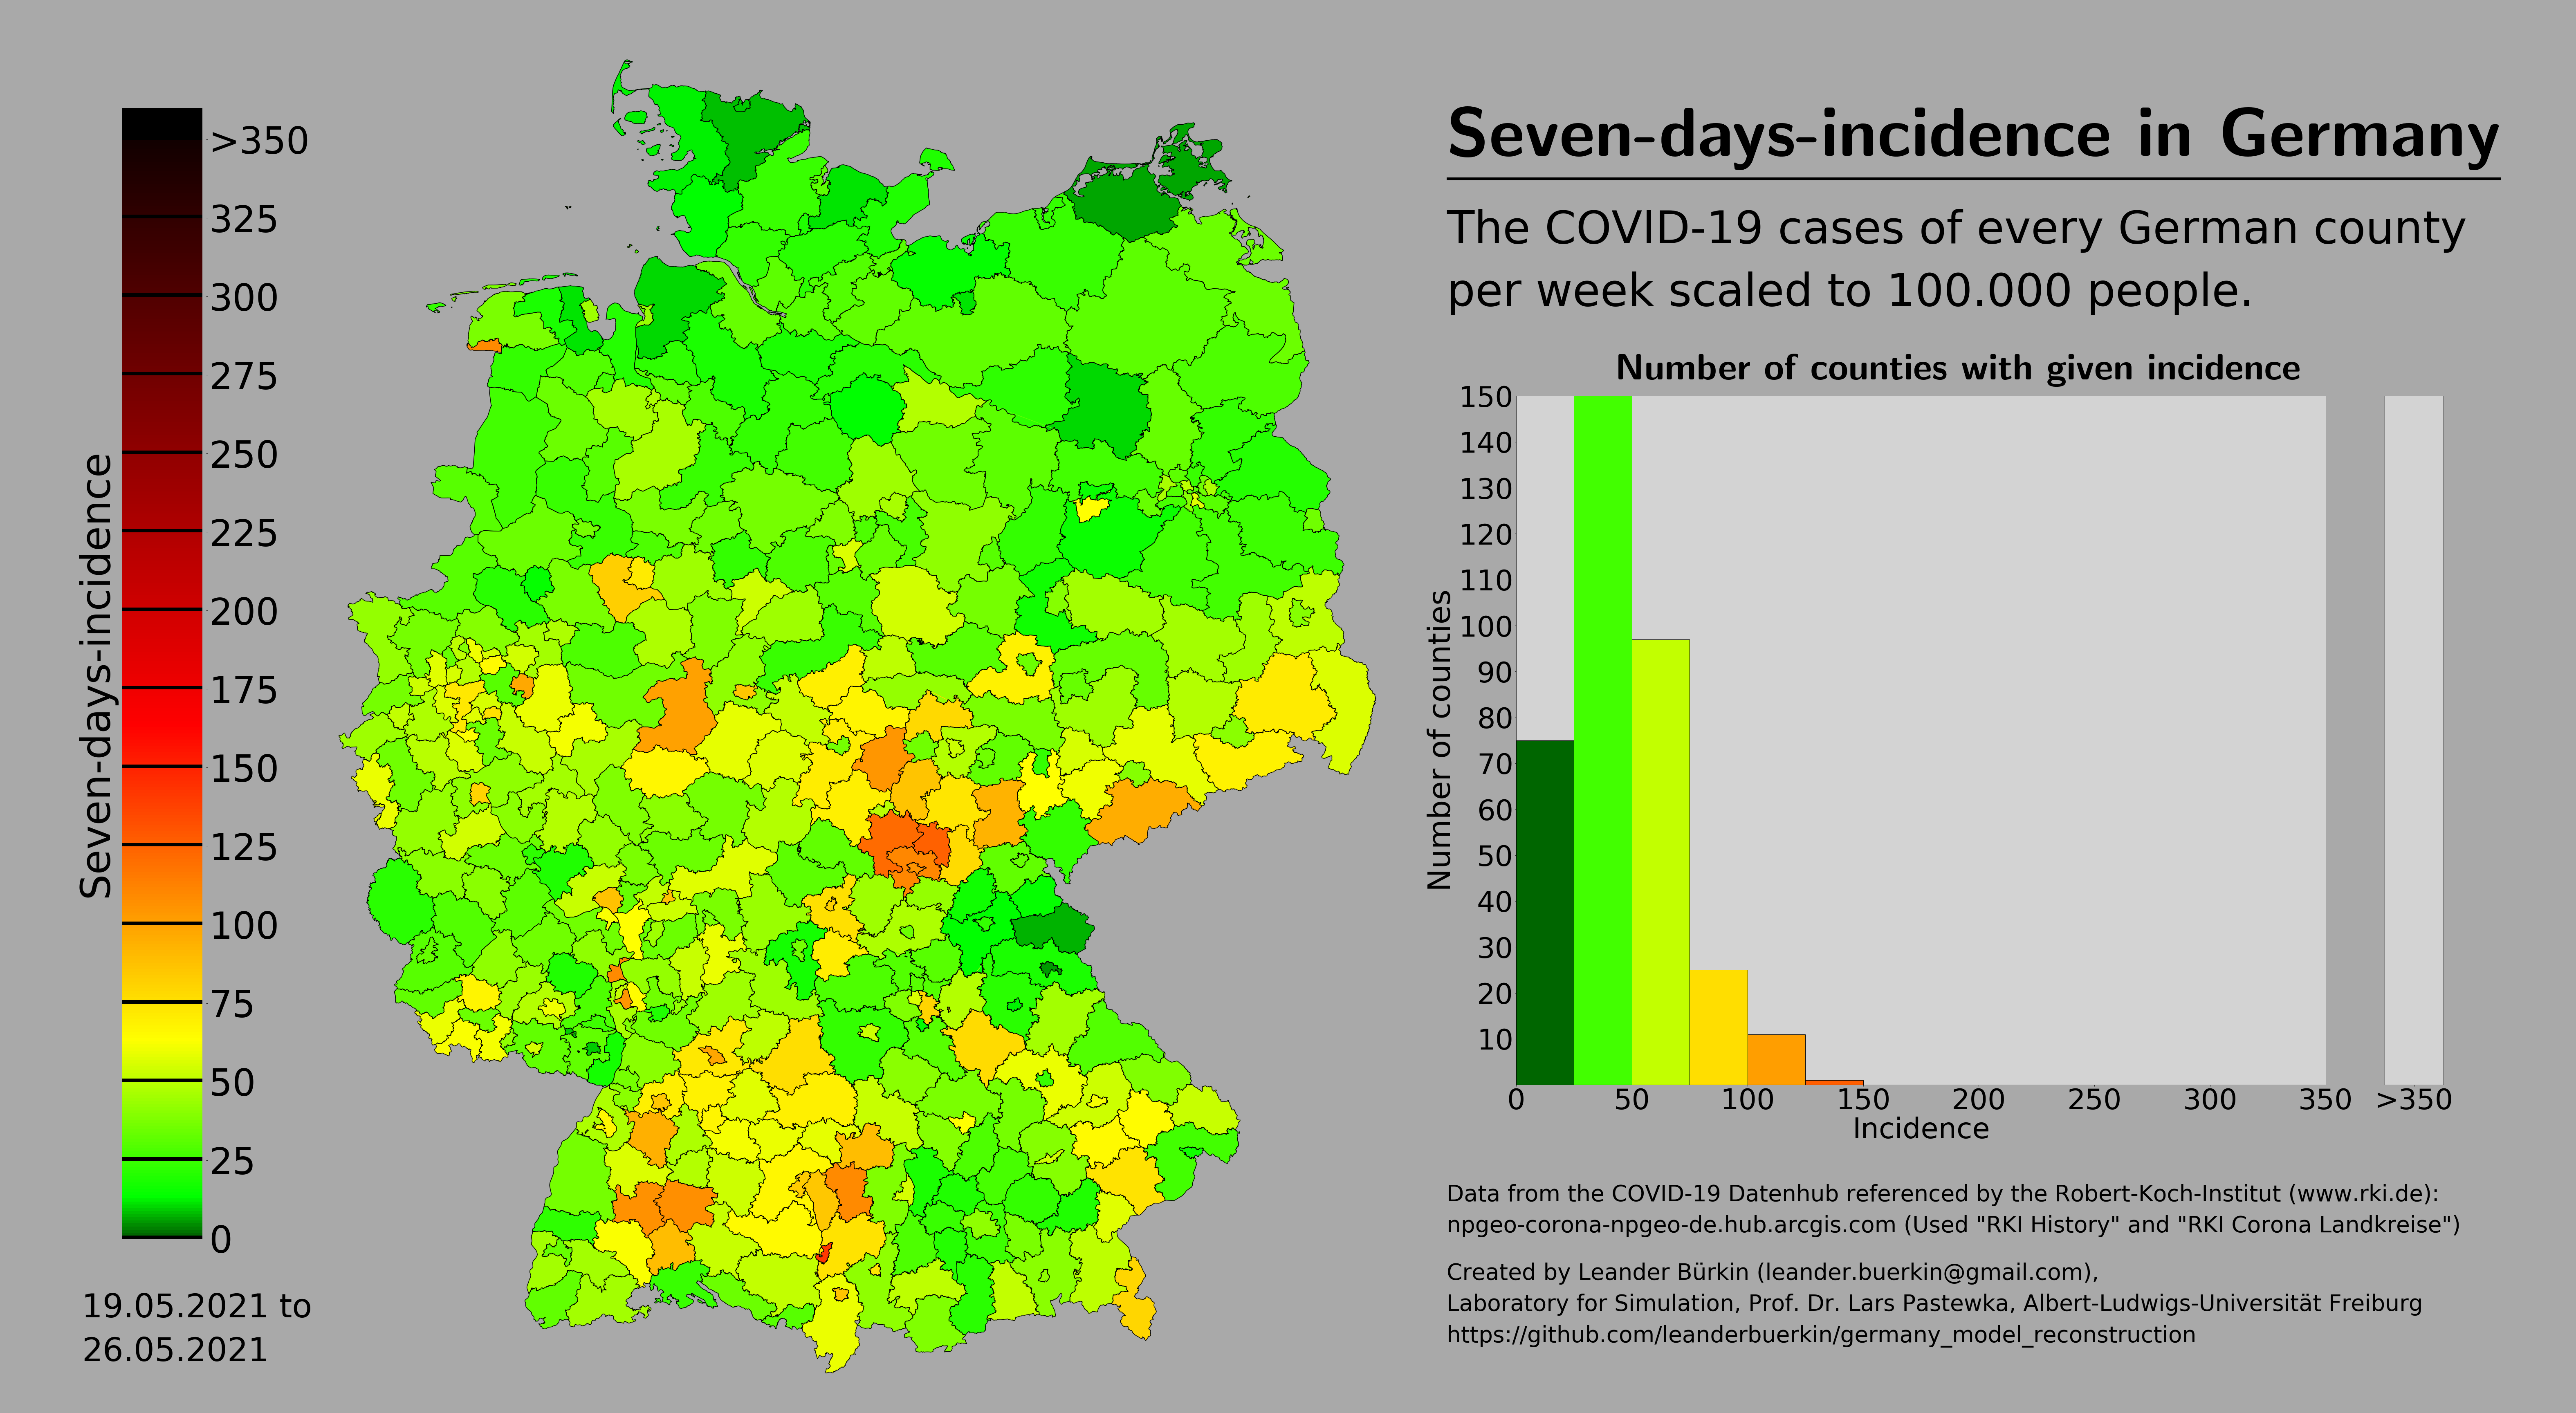 Seven-days-incidence in Germany
The COVID-19 cases of every German county
per week scaled to 100.000 people.
Seven-days-incidence
>350
325
300
275
250
225
200
175
150
125
100
75
50
25
0
19.05.2021 to
26.05.2021
Number of counties with given incidence
Number of counties
150
140
130
120
110
100
90
80
70
60
50
40
30
20
10
0 50 100 150 200 250 300 350 >350
Incidence
Data from the COVID-19 Datenhub referenced by the Robert-Koch-Institut (www.rki.de):
npgeo-corona-npgeo-de.hub.arcgis.com (Used "RKI History" and "RKI Corona Landkreise")
Created by Leander Bürkin (leander.buerkin@gmail.com),
Laboratory for Simulation, Prof. Dr. Lars Pastewka, Albert-Ludwigs-Universität Freiburg
https://github.com/leanderbuerkin/germany_model_reconstruction